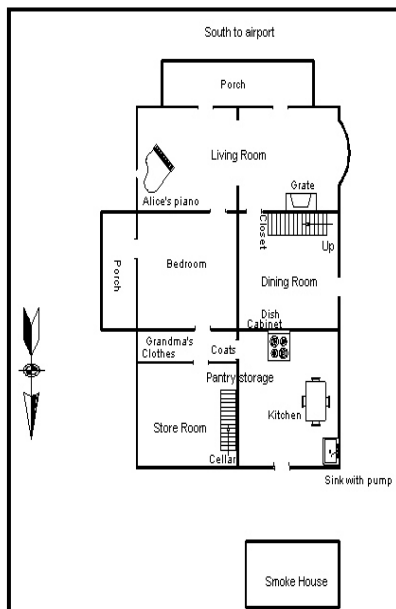 South to airport
Porch
Living Room
Grate
Alice's piano
Closet
Up
Porch
Bedroom
Dining Room
Dish
Cabinet
Grandma's
Clothes
Coats
Pantry storage
Kitchen
Store Room
Cellar
Sink with pump
Smoke House